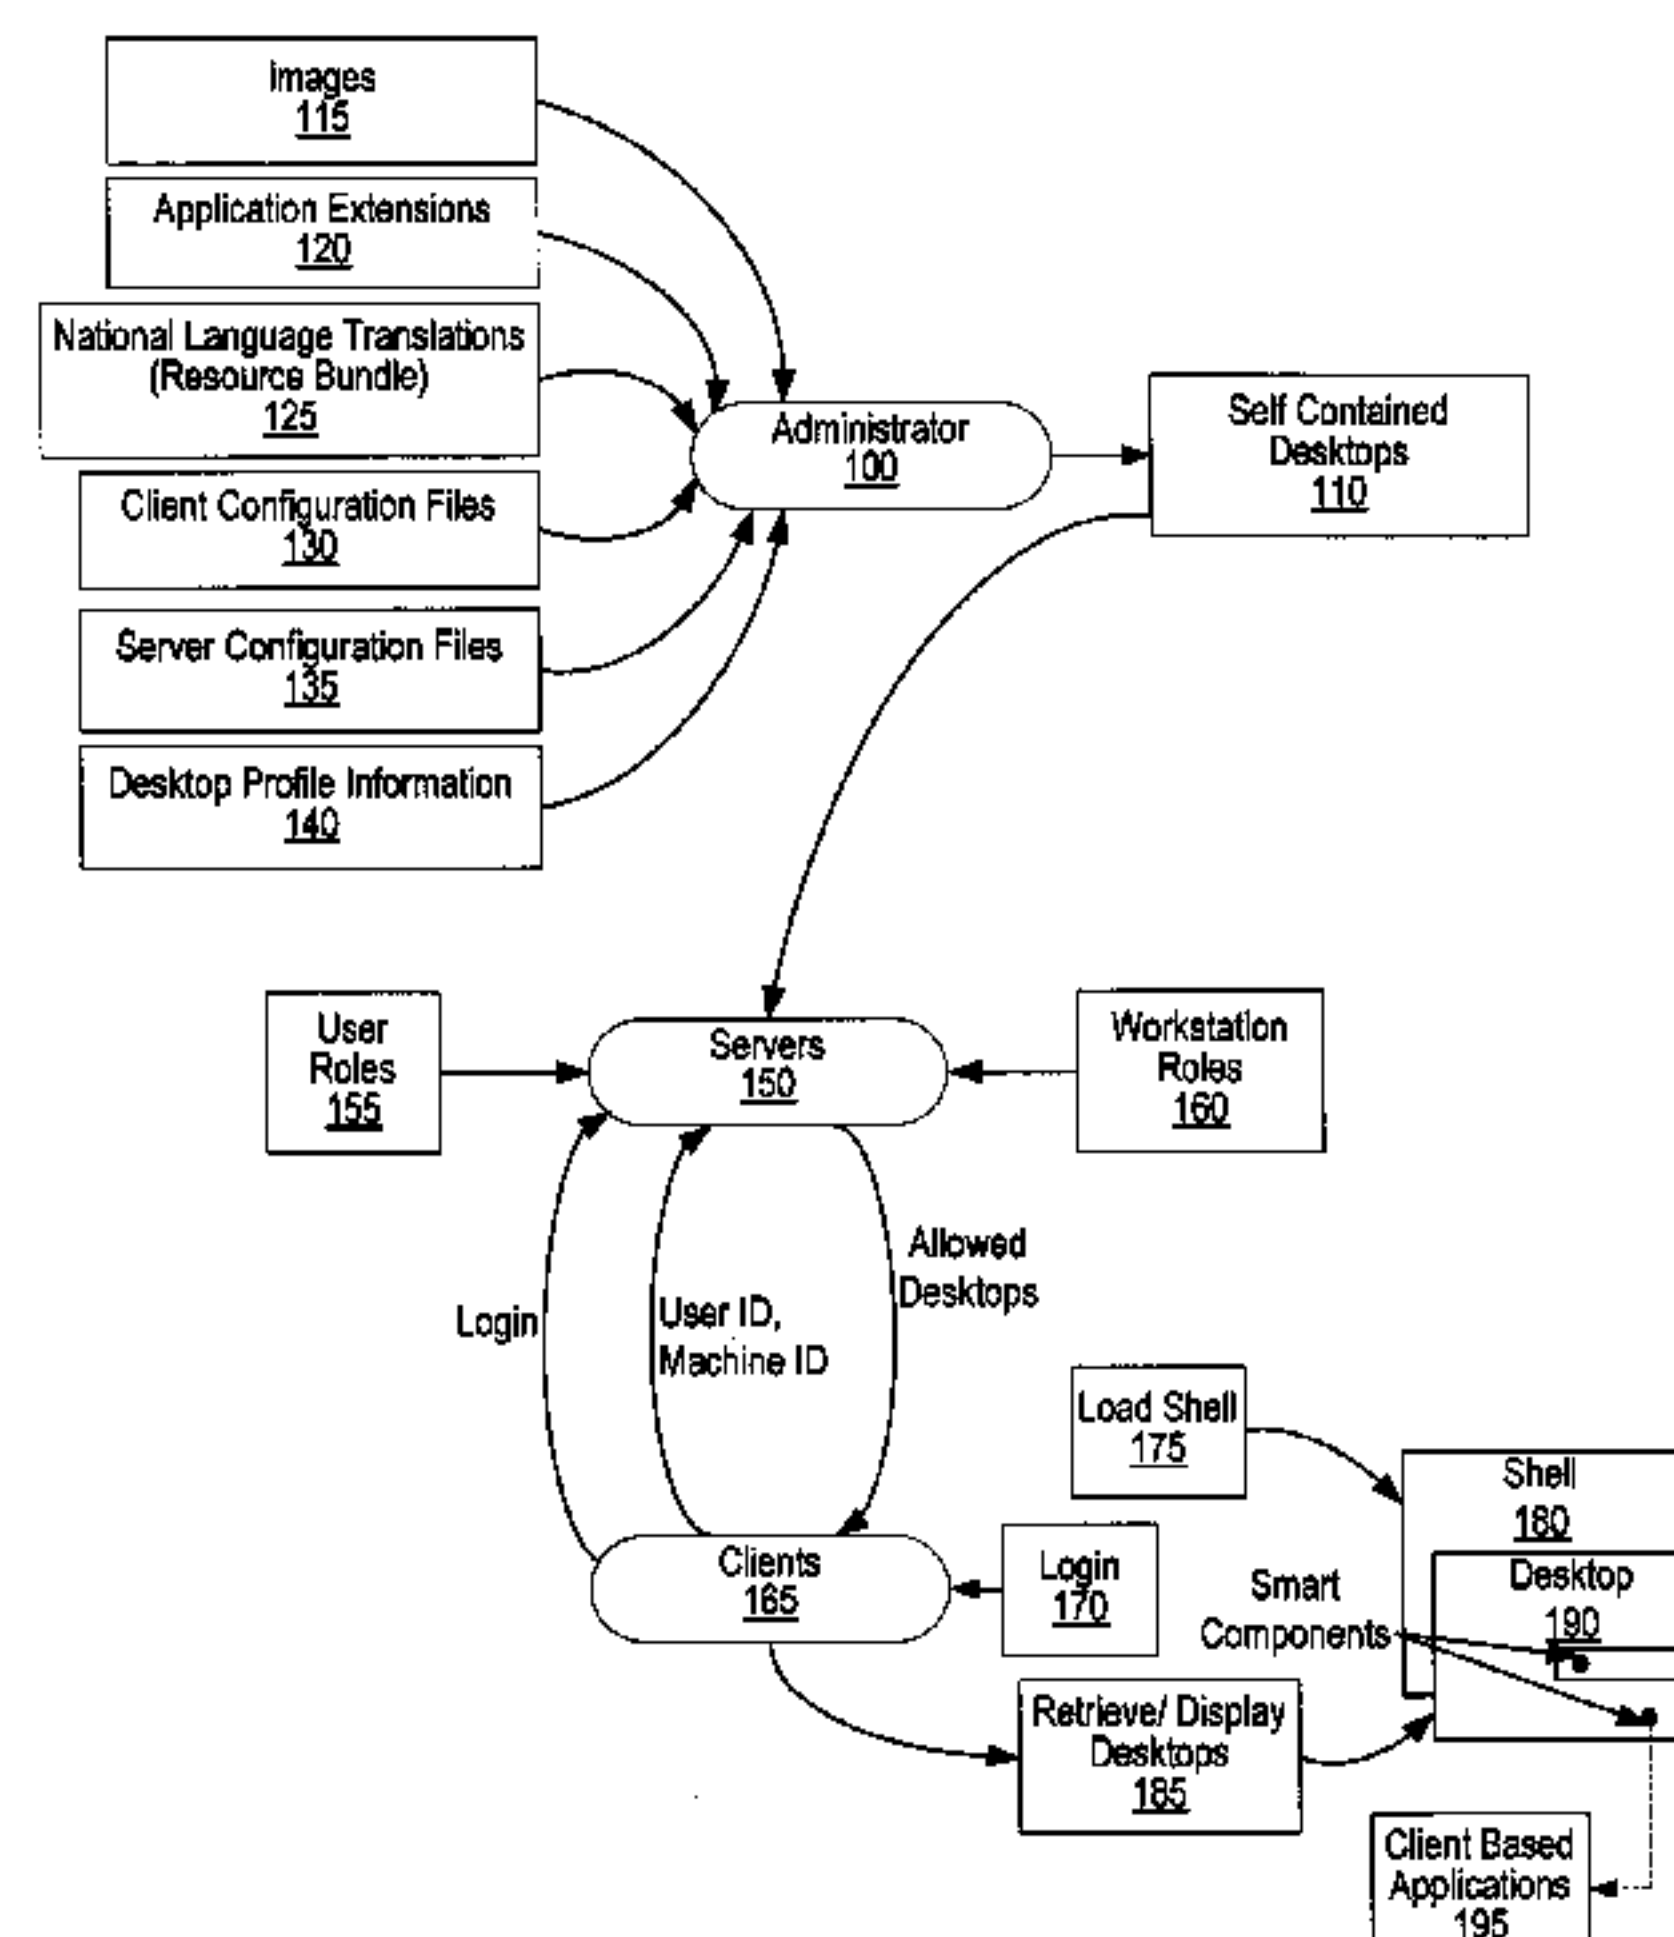 Images
115
Application Extensions
120
National Language Translations
(Resource Bundle)
125
Client Configuration Files
130
Server Configuration Files
135
Desktop Profile Information
140
Administrator
100
Self Contained
Desktops
110
User
Roles
155
Servers
150
Workstation
Roles
160
Login
User ID,
Machine ID
Allowed
Desktops
Load Shell
175
Shell
180
Desktop
190
Smart
Components
Clients
165
Login
170
Retrieve/ Display
Desktops
185
Client Based
Applications
195